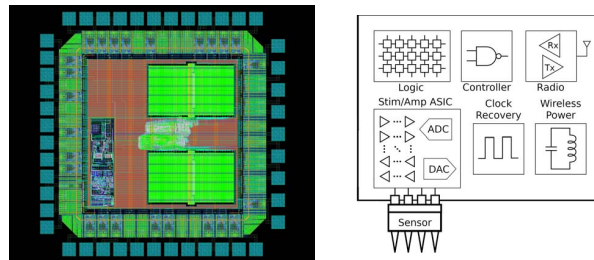 Rx
Tx
Logic
Controller
Radio
Stim/Amp ASIC
Clock
Recovery
Wireless
Power
ADC
DAC
Sensor